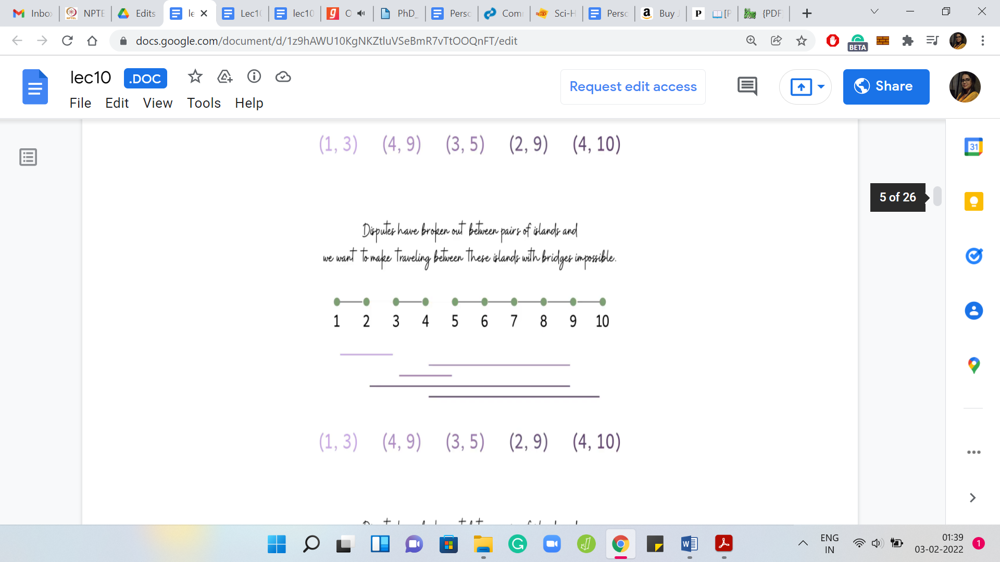 Inbo
NPTE
Edits
le
Lec1
lec10
O
PhD_
Perso
Com
Sci-H
Perso
Buy J
[P
{PDF
docs.google.com/document/d/1z9hAWU10KgNKZtluVSeBmR7vTtOOQnFT/edit
BETA
lec10 .DOC
File Edit View Tools Help
Request edit access
Share
31
(1, 3) (4, 9) (3, 5) (2, 9) (4, 10)
5 of 26
Disputes have broken out between pairs of islands and
we want to make traveling between these islands with bridges impossible.
1 2 3 4 5 6 7 8 9 10
(1, 3) (4, 9) (3, 5) (2, 9) (4, 10)
ENG
IN
01:39
03-02-2022
1